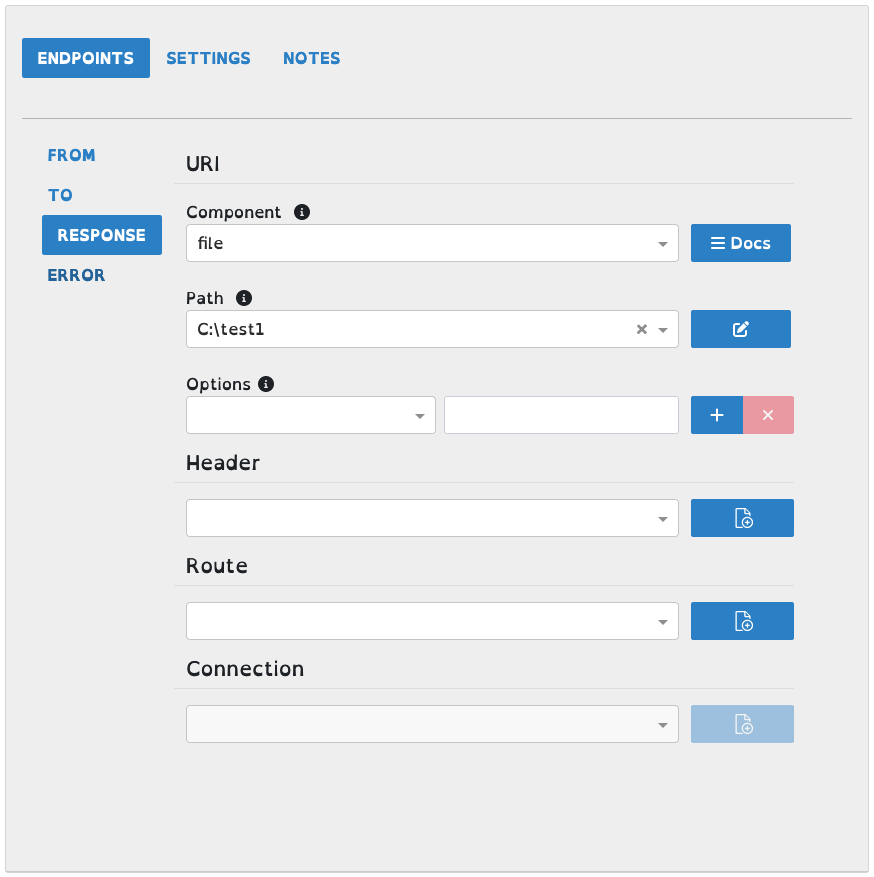 ENDPOINTS SETTINGS NOTES
FROM
TO
RESPONSE
ERROR
URI
Component
file
Docs
Path
C:\test1
Options
Header
Route
Connection